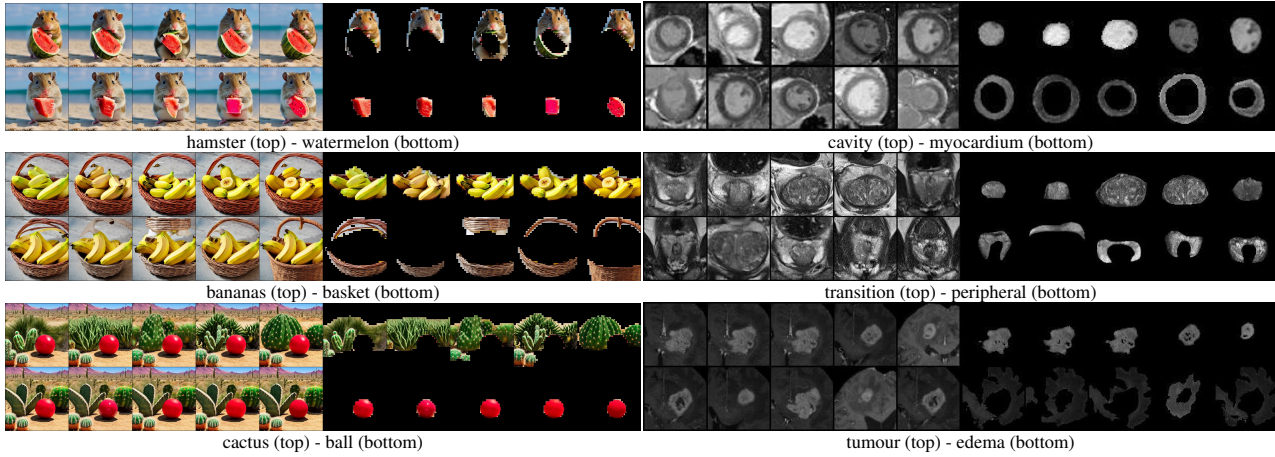 hamster (top) - watermelon (bottom)
cavity (top) - myocardium (bottom)
bananas (top) - basket (bottom)
transition (top) - peripheral (bottom)
cactus (top) - ball (bottom)
tumour (top) - edema (bottom)